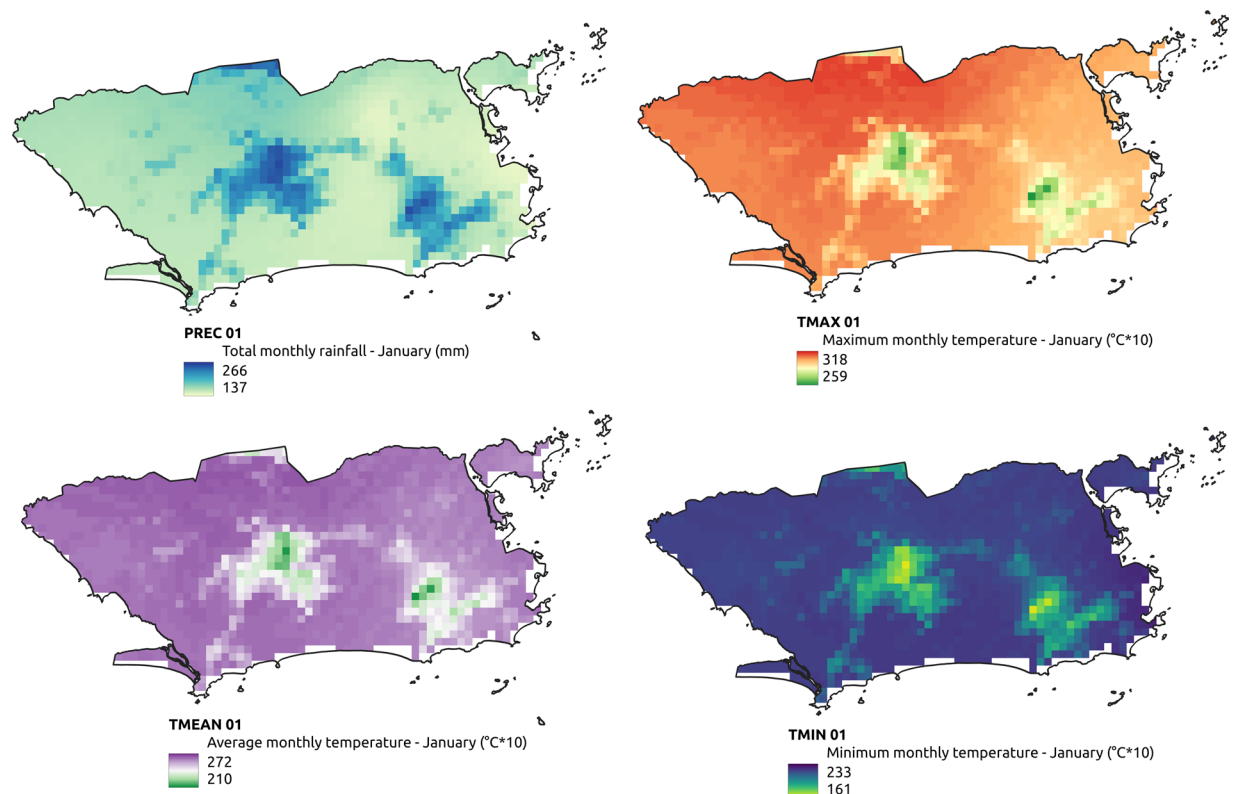 PREC 01
Total monthly rainfall - January (mm)
266
137
TMAX 01
Maximum monthly temperature - January (°C*10)
318
259
TMEAN 01
Average monthly temperature - January (°C*10)
272
210
TMIN 01
Minimum monthly temperature - January (°C*10)
233
161